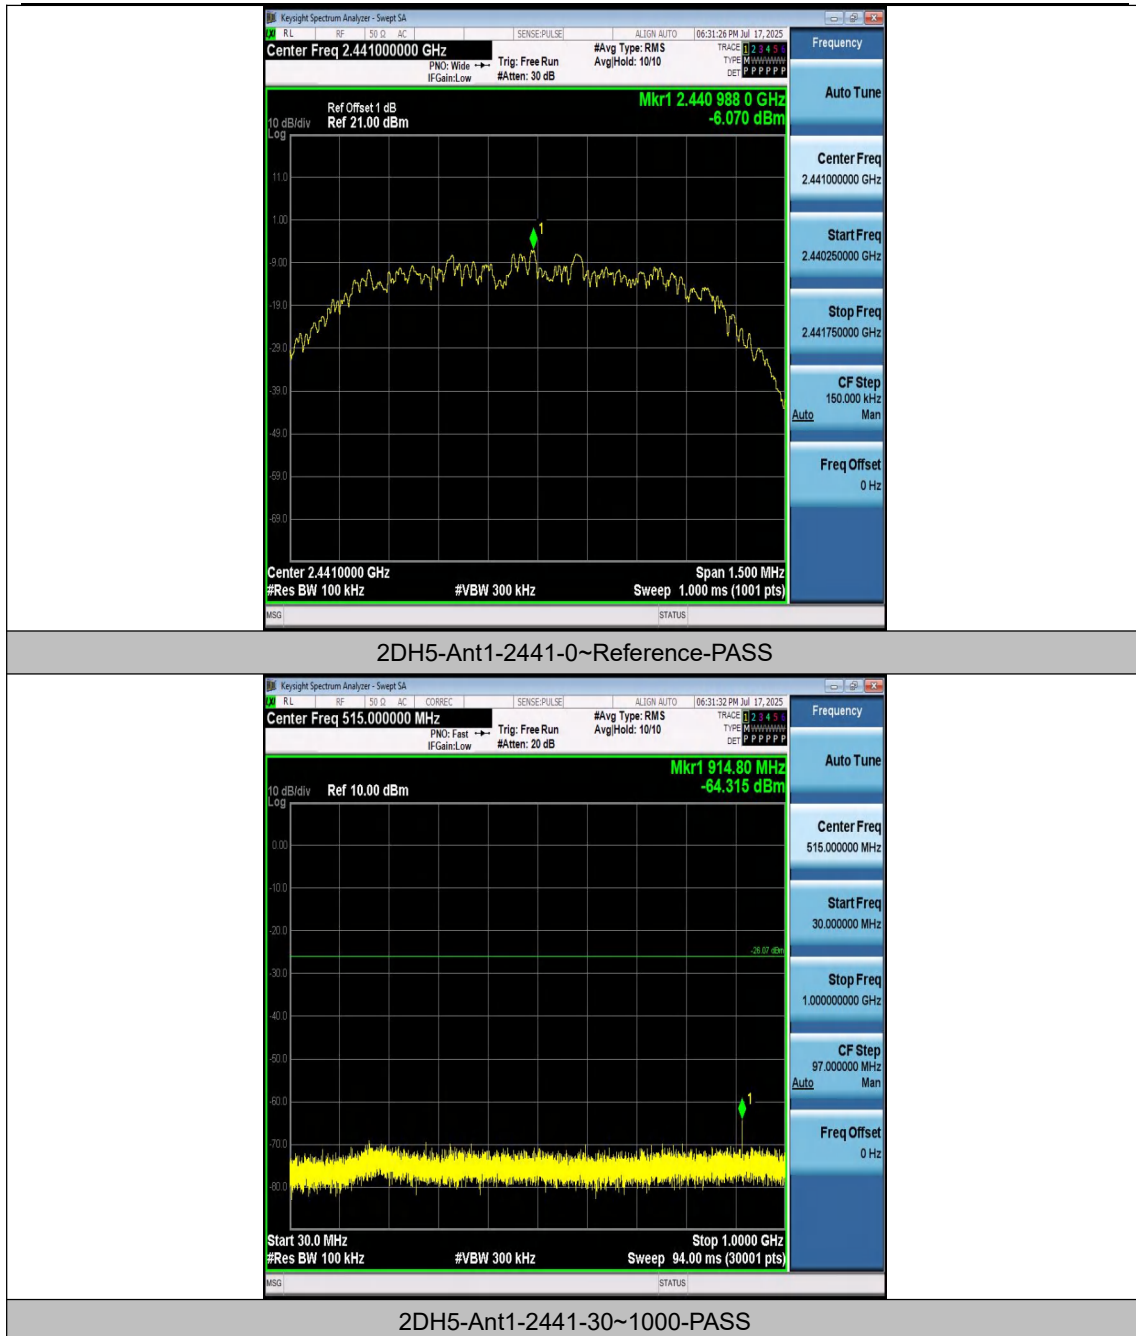 Keysight Spectrum Analyzer - Swept SA
RL RF 50 Ω AC SENSE:PULSE ALIGN AUTO 06:31:26 PM Jul 17, 2025
Center Freq 2.441000000 GHz
PNO: Wide
IFGain:Low
Trig: Free Run
#Atten: 30 dB
#Avg Type: RMS
Avg|Hold: 10/10
TRACE 1 2 3 4 5 6
TYPE M WWWWW
DET P P P P P P
Ref Offset 1 dB
Ref 21.00 dBm
10 dB/div
Log
Mkr1 2.440 988 0 GHz
-6.070 dBm
11.0
1.00
-9.00
-19.0
-29.0
-39.0
-49.0
-59.0
-69.0
1
Center 2.4410000 GHz
Span 1.500 MHz
#Res BW 100 kHz
#VBW 300 kHz
Sweep 1.000 ms (1001 pts)
MSG
STATUS
Frequency
Auto Tune
Center Freq
2.441000000 GHz
Start Freq
2.440250000 GHz
Stop Freq
2.441750000 GHz
CF Step
150.000 kHz
Auto Man
Freq Offset
0 Hz
2DH5-Ant1-2441-0~Reference-PASS
Keysight Spectrum Analyzer - Swept SA
RL RF 50 Ω AC CORREC SENSE:PULSE ALIGN AUTO 06:31:32 PM Jul 17, 2025
Center Freq 515.000000 MHz
PNO: Fast
IFGain:Low
Trig: Free Run
#Atten: 20 dB
#Avg Type: RMS
Avg|Hold: 10/10
TRACE 1 2 3 4 5 6
TYPE M WWWWW
DET P P P P P P
10 dB/div
Log
Ref 10.00 dBm
Mkr1 914.80 MHz
-64.315 dBm
0.00
-10.0
-20.0
-30.0
-40.0
-50.0
-60.0
-70.0
-80.0
-26.07 dBm
1
Start 30.0 MHz
Stop 1.0000 GHz
#Res BW 100 kHz
#VBW 300 kHz
Sweep 94.00 ms (30001 pts)
MSG
STATUS
Frequency
Auto Tune
Center Freq
515.000000 MHz
Start Freq
30.000000 MHz
Stop Freq
1.000000000 GHz
CF Step
97.000000 MHz
Auto Man
Freq Offset
0 Hz
2DH5-Ant1-2441-30~1000-PASS